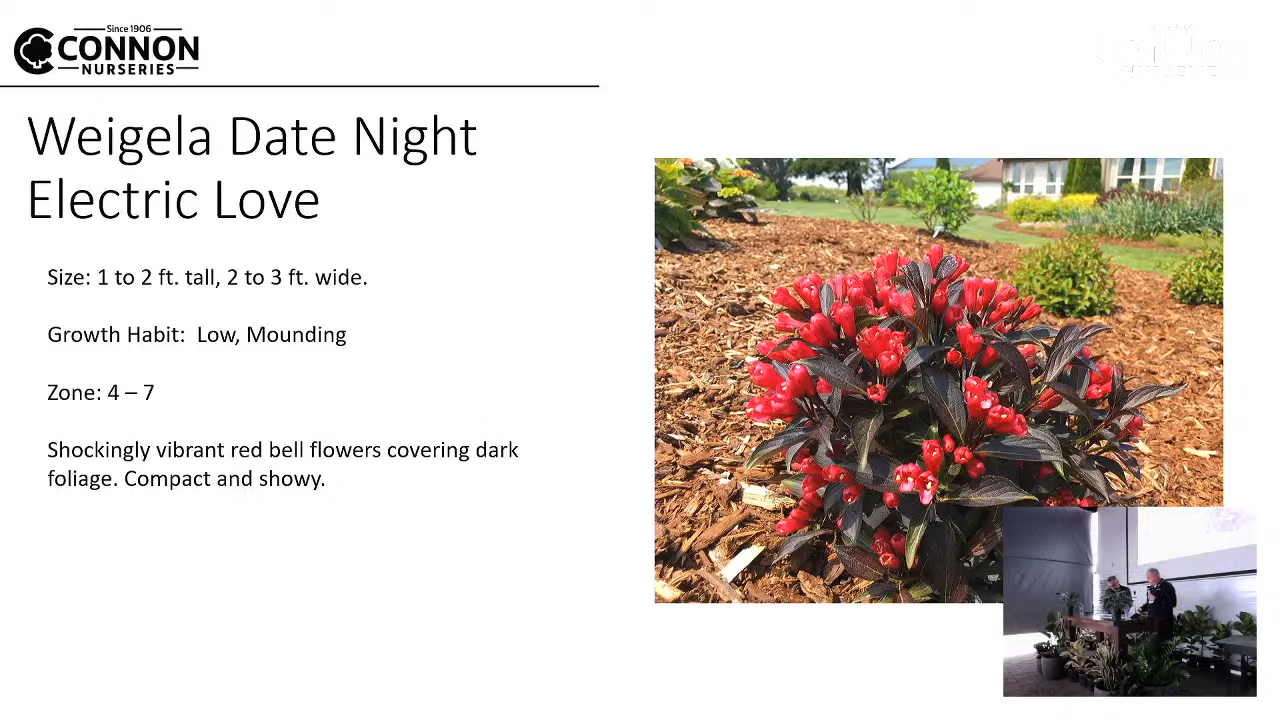 Since 1906
CONNON
NURSERIES
Weigela Date Night
Electric Love
Size: 1 to 2 ft. tall, 2 to 3 ft. wide.
Growth Habit:  Low, Mounding
Zone: 4 – 7
Shockingly vibrant red bell flowers covering dark
foliage. Compact and showy.